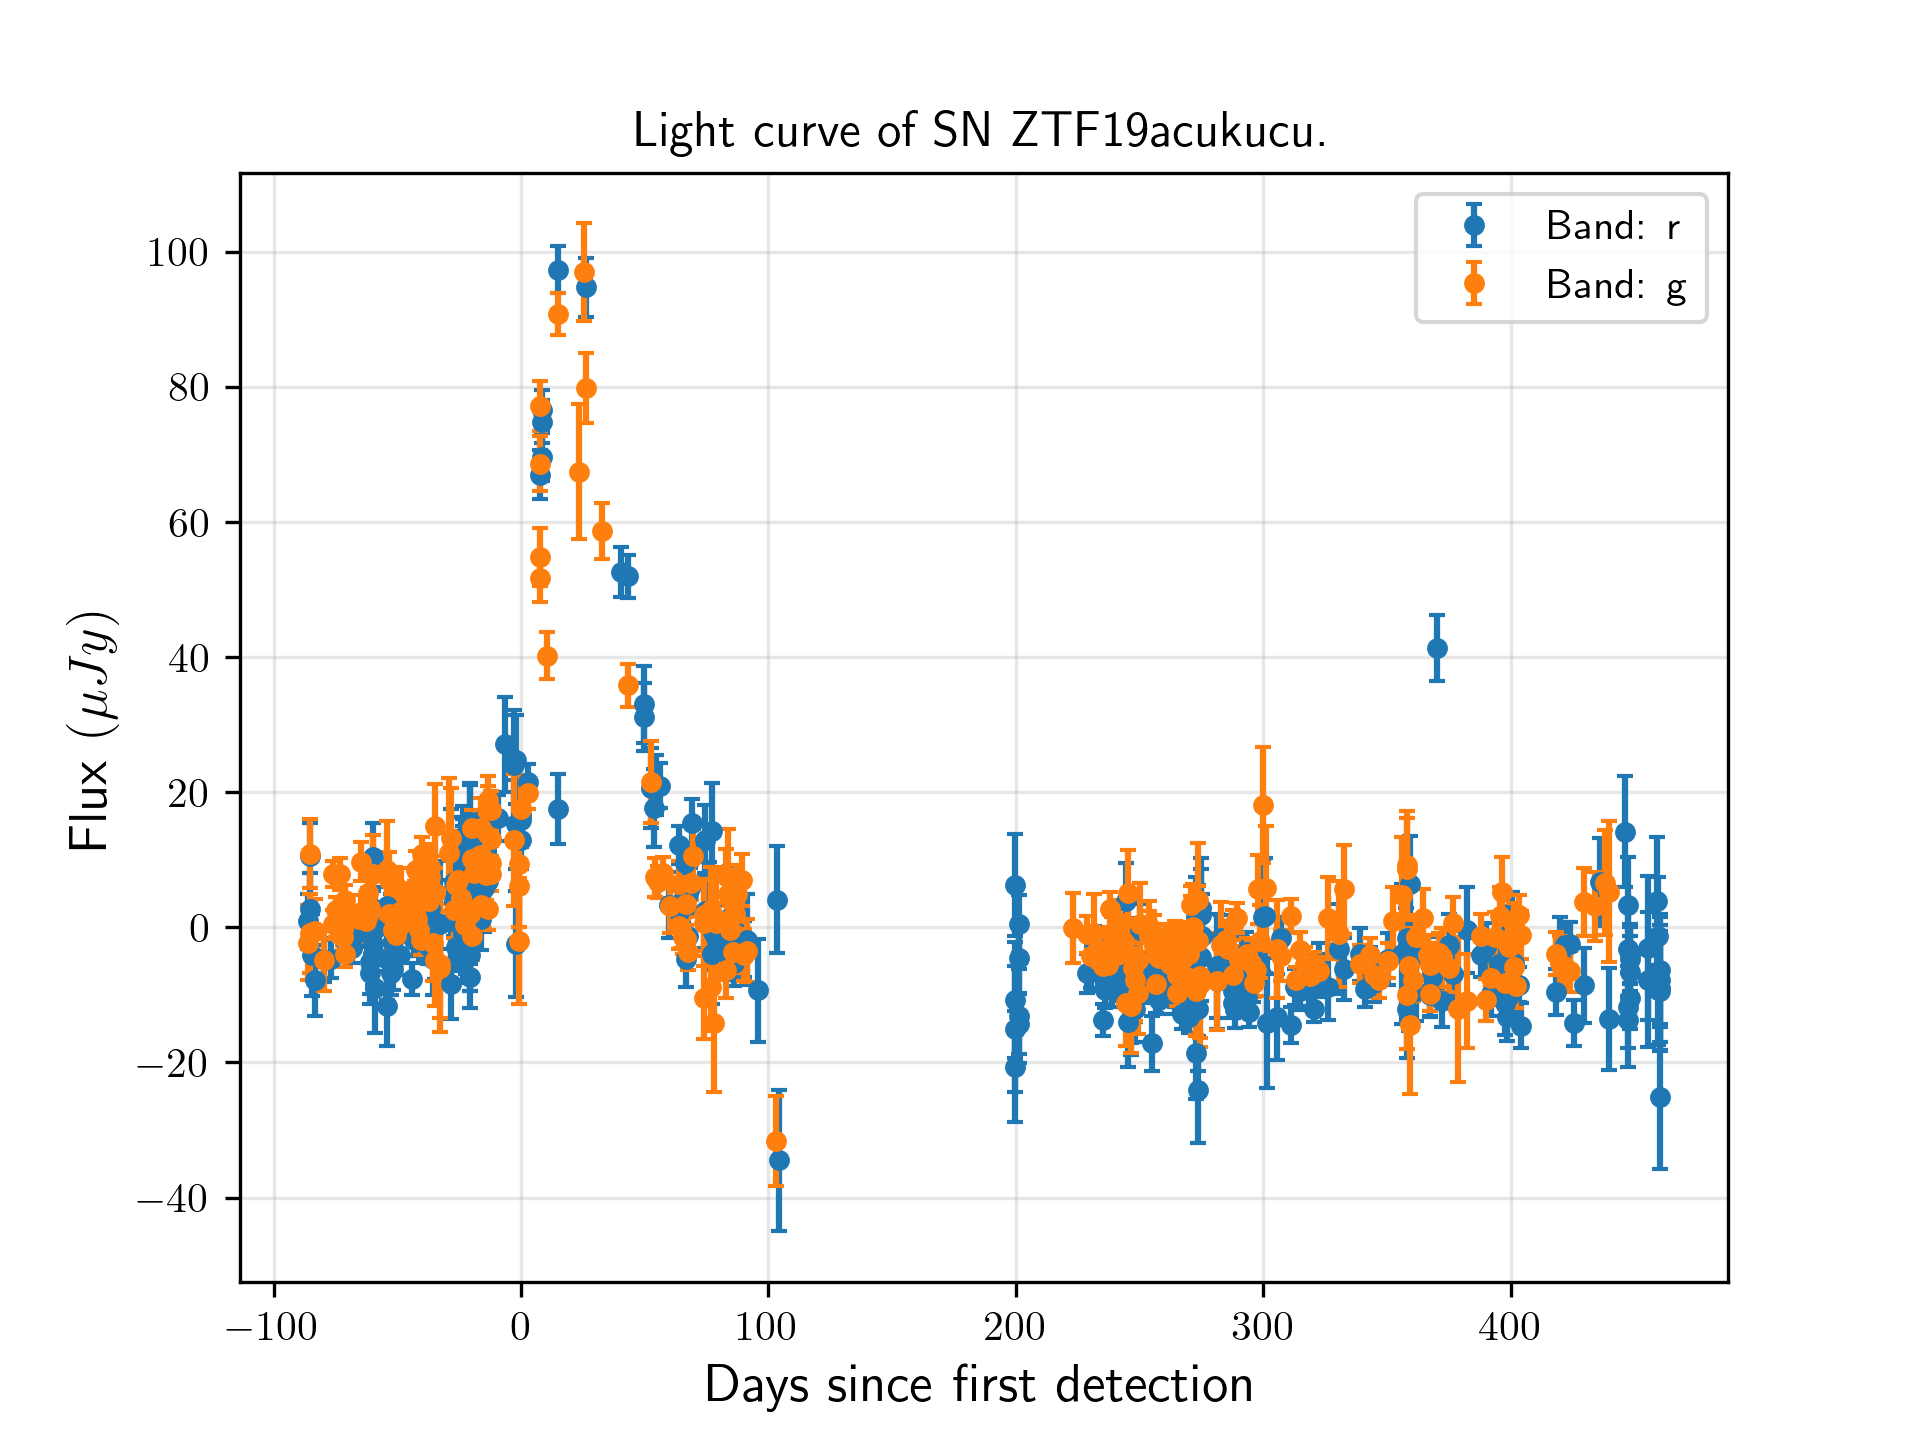 Light curve of SN ZTF19acukucu.
Band: r
Band: g
Flux (μJy)
100
80
60
40
20
0
−20
−40
−100 0 100 200 300 400
Days since first detection